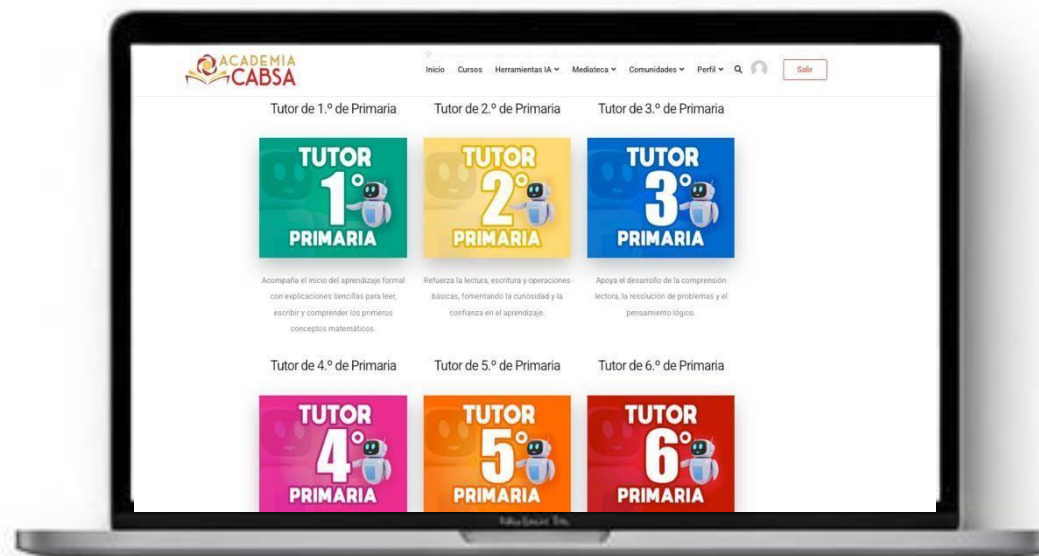 ACADEMIA
CABSA
Inicio Cursos Herramientas IA Mediateca Comunidades Perfil Salir
Tutor de 1.º de Primaria Tutor de 2.º de Primaria Tutor de 3.º de Primaria
TUTOR
1°
PRIMARIA
TUTOR
2°
PRIMARIA
TUTOR
3°
PRIMARIA
Acompaña el inicio del aprendizaje formal
con explicaciones sencillas para leer,
escribir y comprender los primeros
conceptos matemáticos.
Refuerza la lectura, escritura y operaciones
básicas, fomentando la curiosidad y la
confianza en el aprendizaje.
Apoya el desarrollo de la comprensión
lectora, la resolución de problemas y el
pensamiento lógico.
Tutor de 4.º de Primaria Tutor de 5.º de Primaria Tutor de 6.º de Primaria
TUTOR
4°
PRIMARIA
TUTOR
5°
PRIMARIA
TUTOR
6°
PRIMARIA